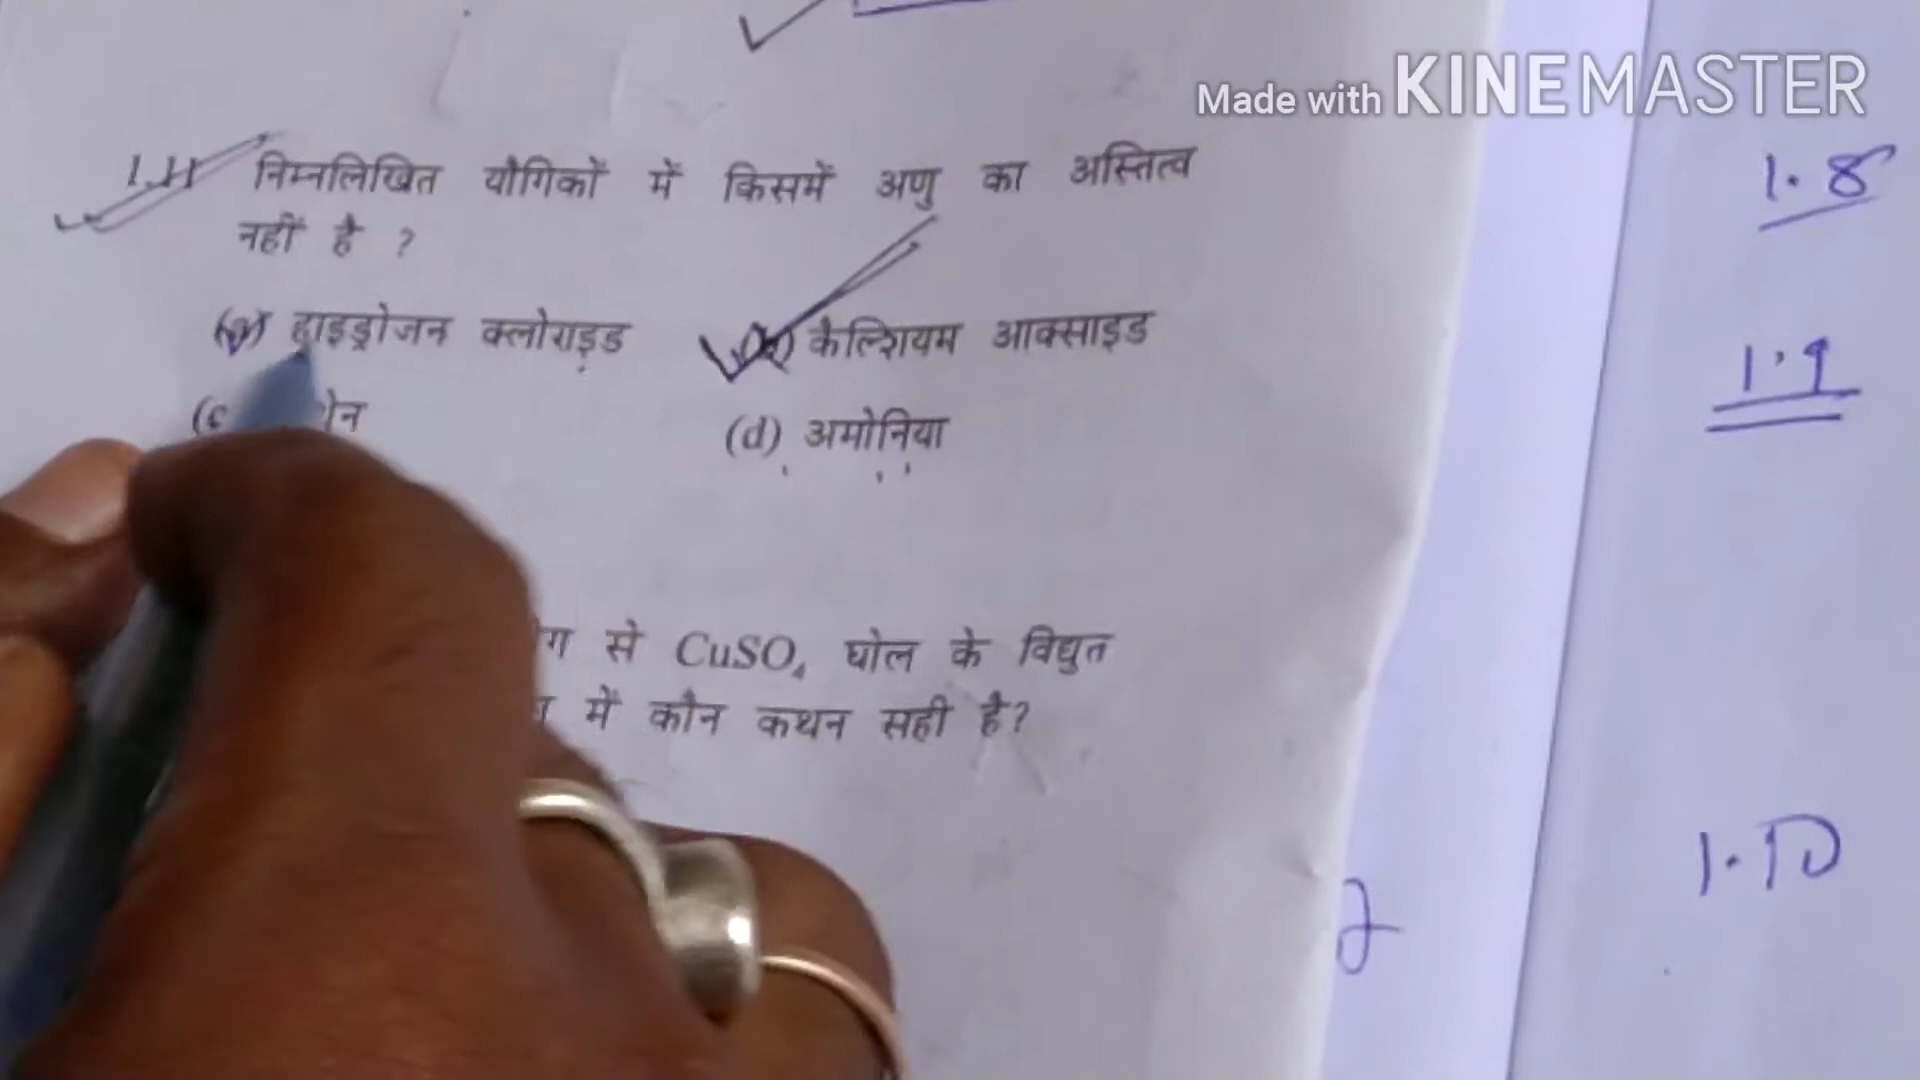 Made with KINEMASTER
1.11 निम्नलिखित यौगिकों में किसमें अणु का अस्तित्व
नहीं है ?
(a) हाइड्रोजन क्लोराइड (b) कैल्शियम आक्साइड
(d) अमोनिया
से CuSO₄ घोल के विद्युत
में कौन कथन सही है?
1.8
1.9
1.10